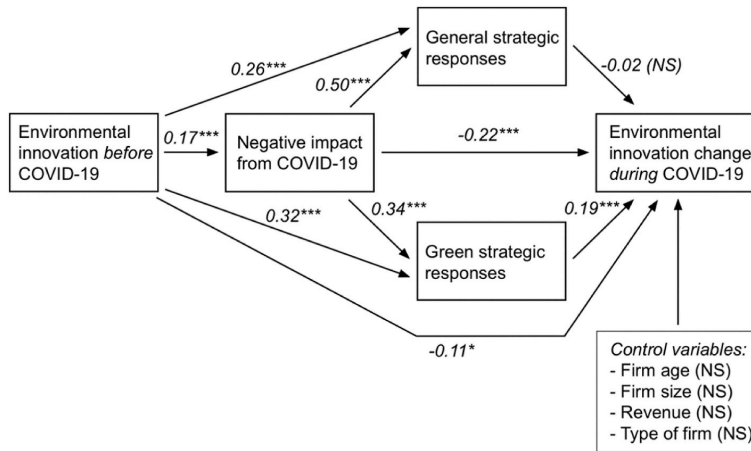 General strategic
responses
0.26***
-0.02 (NS)
0.50***
Environmental
innovation before
COVID-19
0.17***
Negative impact
from COVID-19
-0.22***
Environmental
innovation change
during COVID-19
0.32***
0.34***
0.19***
Green strategic
responses
-0.11*
Control variables:
- Firm age (NS)
- Firm size (NS)
- Revenue (NS)
- Type of firm (NS)